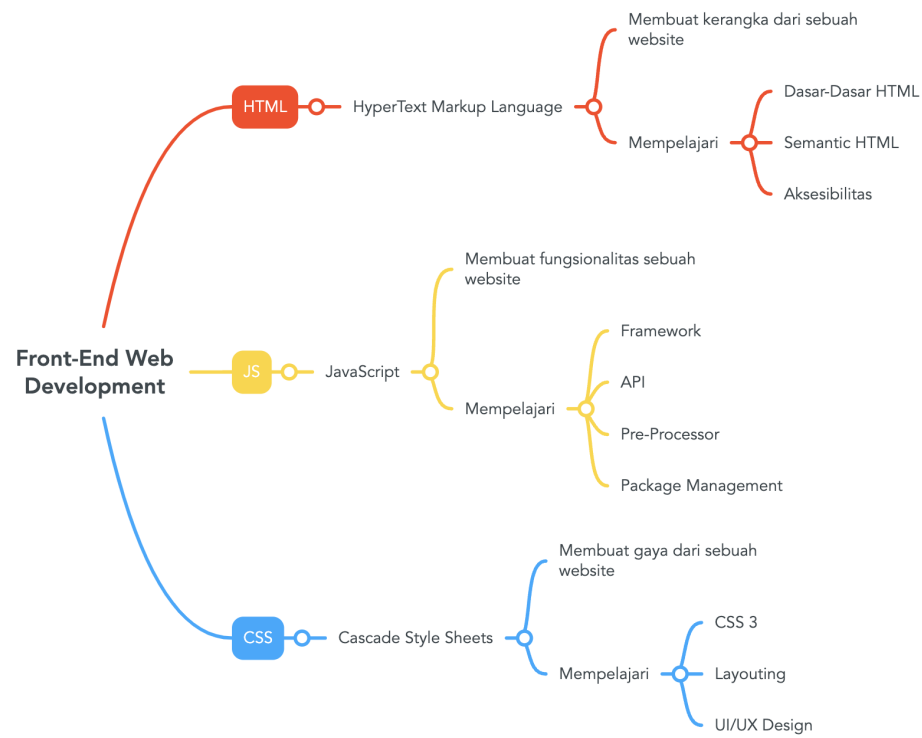 Front-End Web
Development
HTML
HyperText Markup Language
Membuat kerangka dari sebuah
website
Mempelajari
Dasar-Dasar HTML
Semantic HTML
Aksesibilitas
JS
JavaScript
Membuat fungsionalitas sebuah
website
Mempelajari
Framework
API
Pre-Processor
Package Management
CSS
Cascade Style Sheets
Membuat gaya dari sebuah
website
Mempelajari
CSS 3
Layouting
UI/UX Design